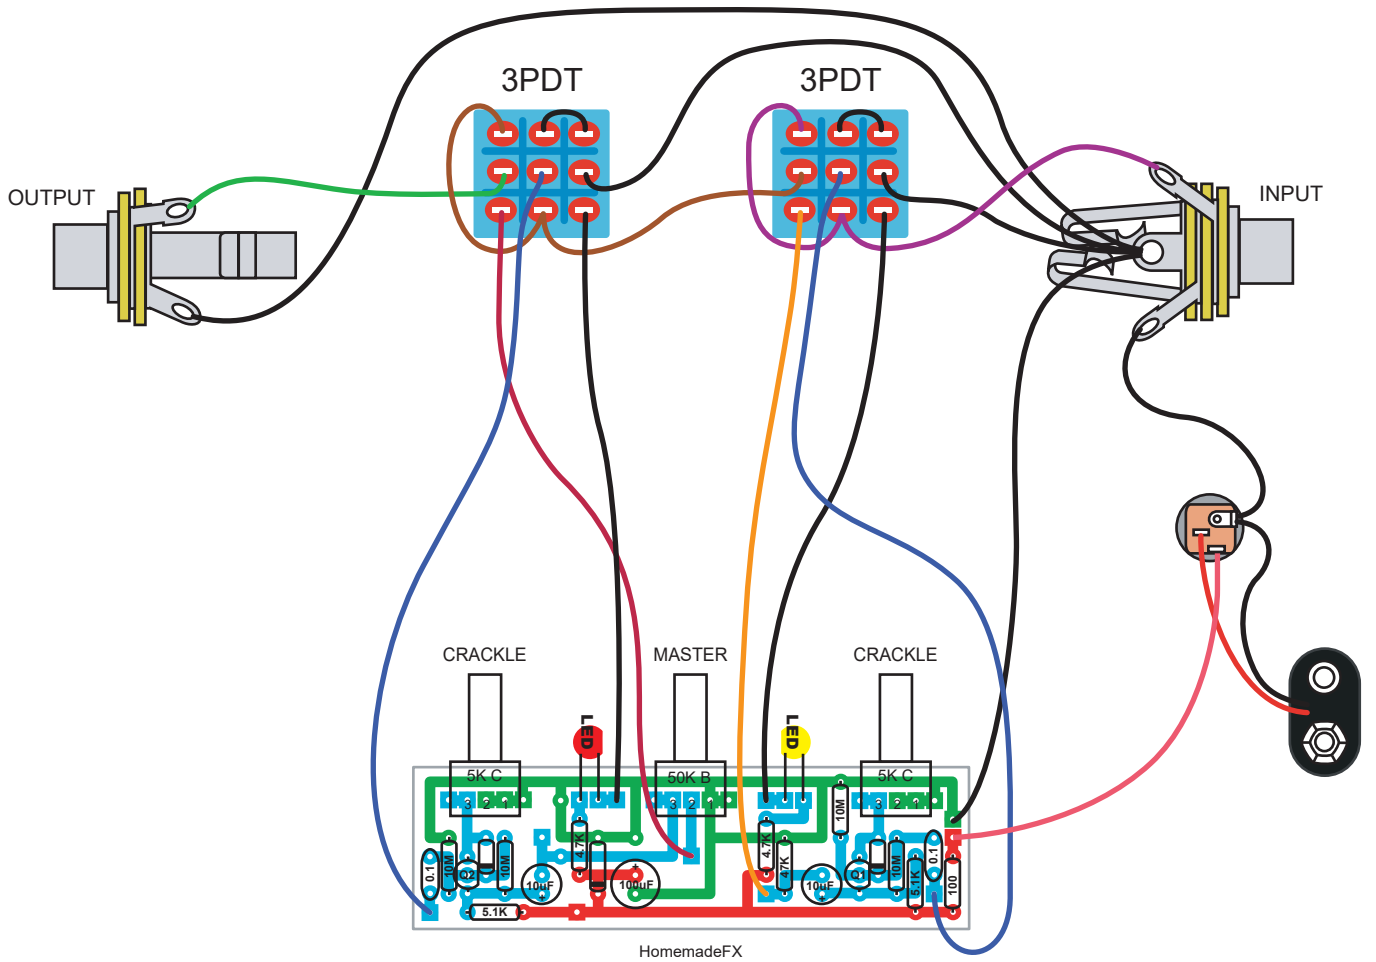 3PDT 3PDT
OUTPUT INPUT
CRACKLE MASTER CRACKLE
LED LED
5K C 50K B 5K C
3 2 1 3 2 1 3 2 1
10M
4.7K 4.7K
0.1 10M Q2 10M 10uF + 100uF + 47K 10uF + Q1 10M 5.1K 0.1 100
5.1K
HomemadeFX